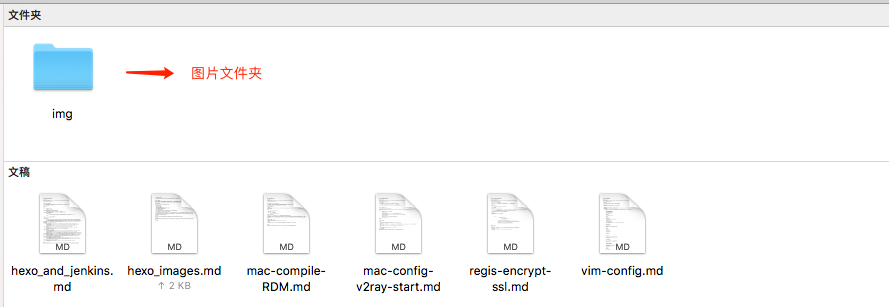 文件夹
图片文件夹
img
文稿
MD MD MD MD MD MD
hexo_and_jenkins.
md
hexo_images.md
↑ 2 KB
mac-compile-
RDM.md
mac-config-
v2ray-start.md
regis-encrypt-
ssl.md
vim-config.md